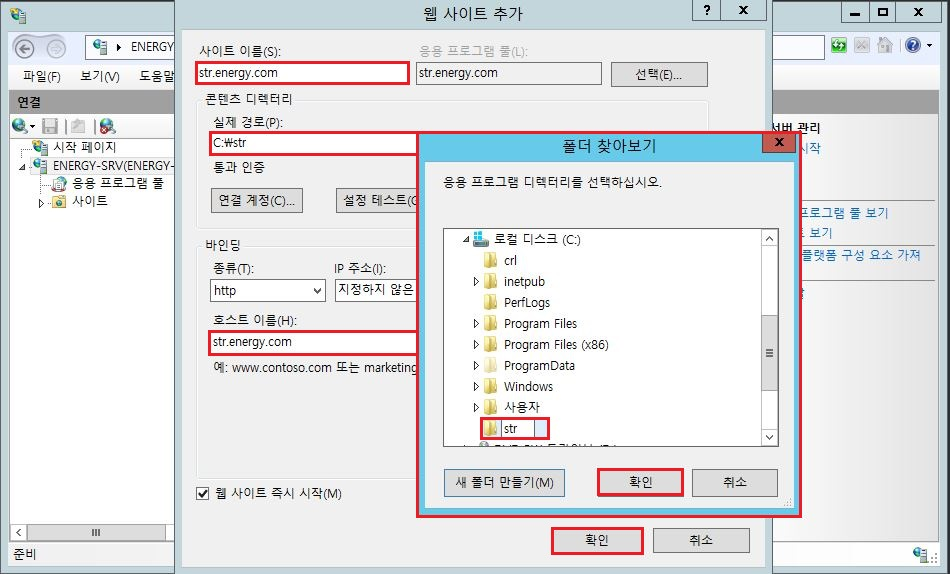 웹 사이트 추가
?
X
X
ENERGY
파일(F)
보기(V)
도움말
연결
시작 페이지
ENERGY-SRV(ENERGY-
응용 프로그램 풀
사이트
준비
사이트 이름(S):
응용 프로그램 풀(L):
str.energy.com
str.energy.com
선택(E)...
콘텐츠 디렉터리
실제 경로(P):
C:₩str
통과 인증
연결 계정(C)...
설정 테스트(G
바인딩
종류(T):
IP 주소(I):
http
지정하지 않은
호스트 이름(H):
str.energy.com
예: www.contoso.com 또는 marketing
웹 사이트 즉시 시작(M)
확인
취소
폴더 찾아보기
X
응용 프로그램 디렉터리를 선택하십시오.
로컬 디스크 (C:)
crl
inetpub
PerfLogs
Program Files
Program Files (x86)
ProgramData
Windows
사용자
str
새 폴더 만들기(M)
확인
취소
서버 관리
시작
프로그램 풀 보기
보기
플랫폼 구성 요소 가져